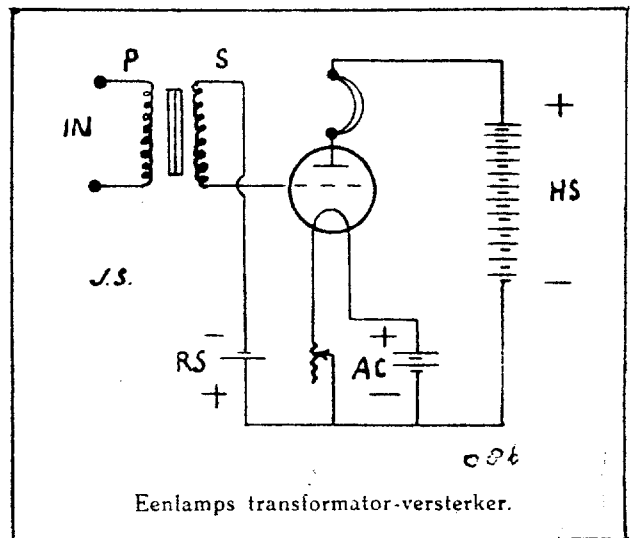 P S
IN
+
HS
J.S.
−
−
+
RS
AC
+
−
Eenlamps transformator-versterker.